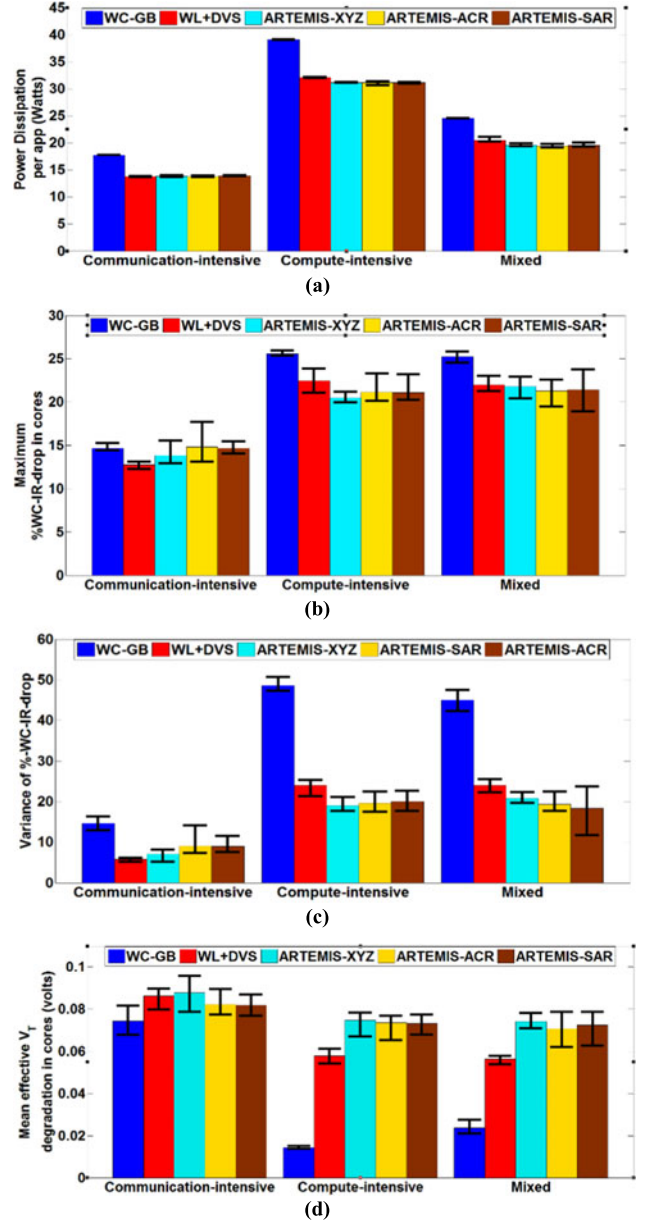 WC-GB WL+DVS ARTEMIS-XYZ ARTEMIS-ACR ARTEMIS-SAR
45
40
35
30
25
20
15
10
5
0
Power Dissipation
per app (Watts)
Communication-intensive Compute-intensive Mixed
(a)
WC-GB WL+DVS ARTEMIS-XYZ ARTEMIS-ACR ARTEMIS-SAR
30
25
20
15
10
5
0
Maximum
%WC-IR-drop in cores
Communication-intensive Compute-intensive Mixed
(b)
WC-GB WL+DVS ARTEMIS-XYZ ARTEMIS-SAR ARTEMIS-ACR
60
50
40
30
20
10
0
Variance of %-WC-IR-drop
Communication-intensive Compute-intensive Mixed
(c)
WC-GB WL+DVS ARTEMIS-XYZ ARTEMIS-ACR ARTEMIS-SAR
0.1
0.08
0.06
0.04
0.02
0
Mean effective VT
degradation in cores (volts)
Communication-intensive Compute-intensive Mixed
(d)